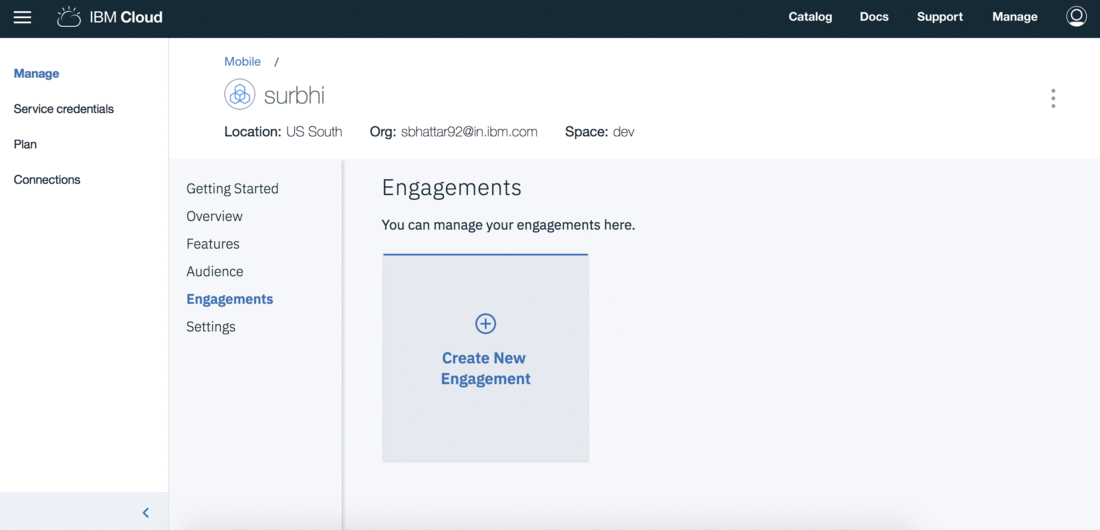 IBM Cloud
Catalog Docs Support Manage
Manage
Service credentials
Plan
Connections
Mobile /
surbhi
Location: US South Org: sbhattar92@in.ibm.com Space: dev
Getting Started
Overview
Features
Audience
Engagements
Settings
Engagements
You can manage your engagements here.
Create New
Engagement